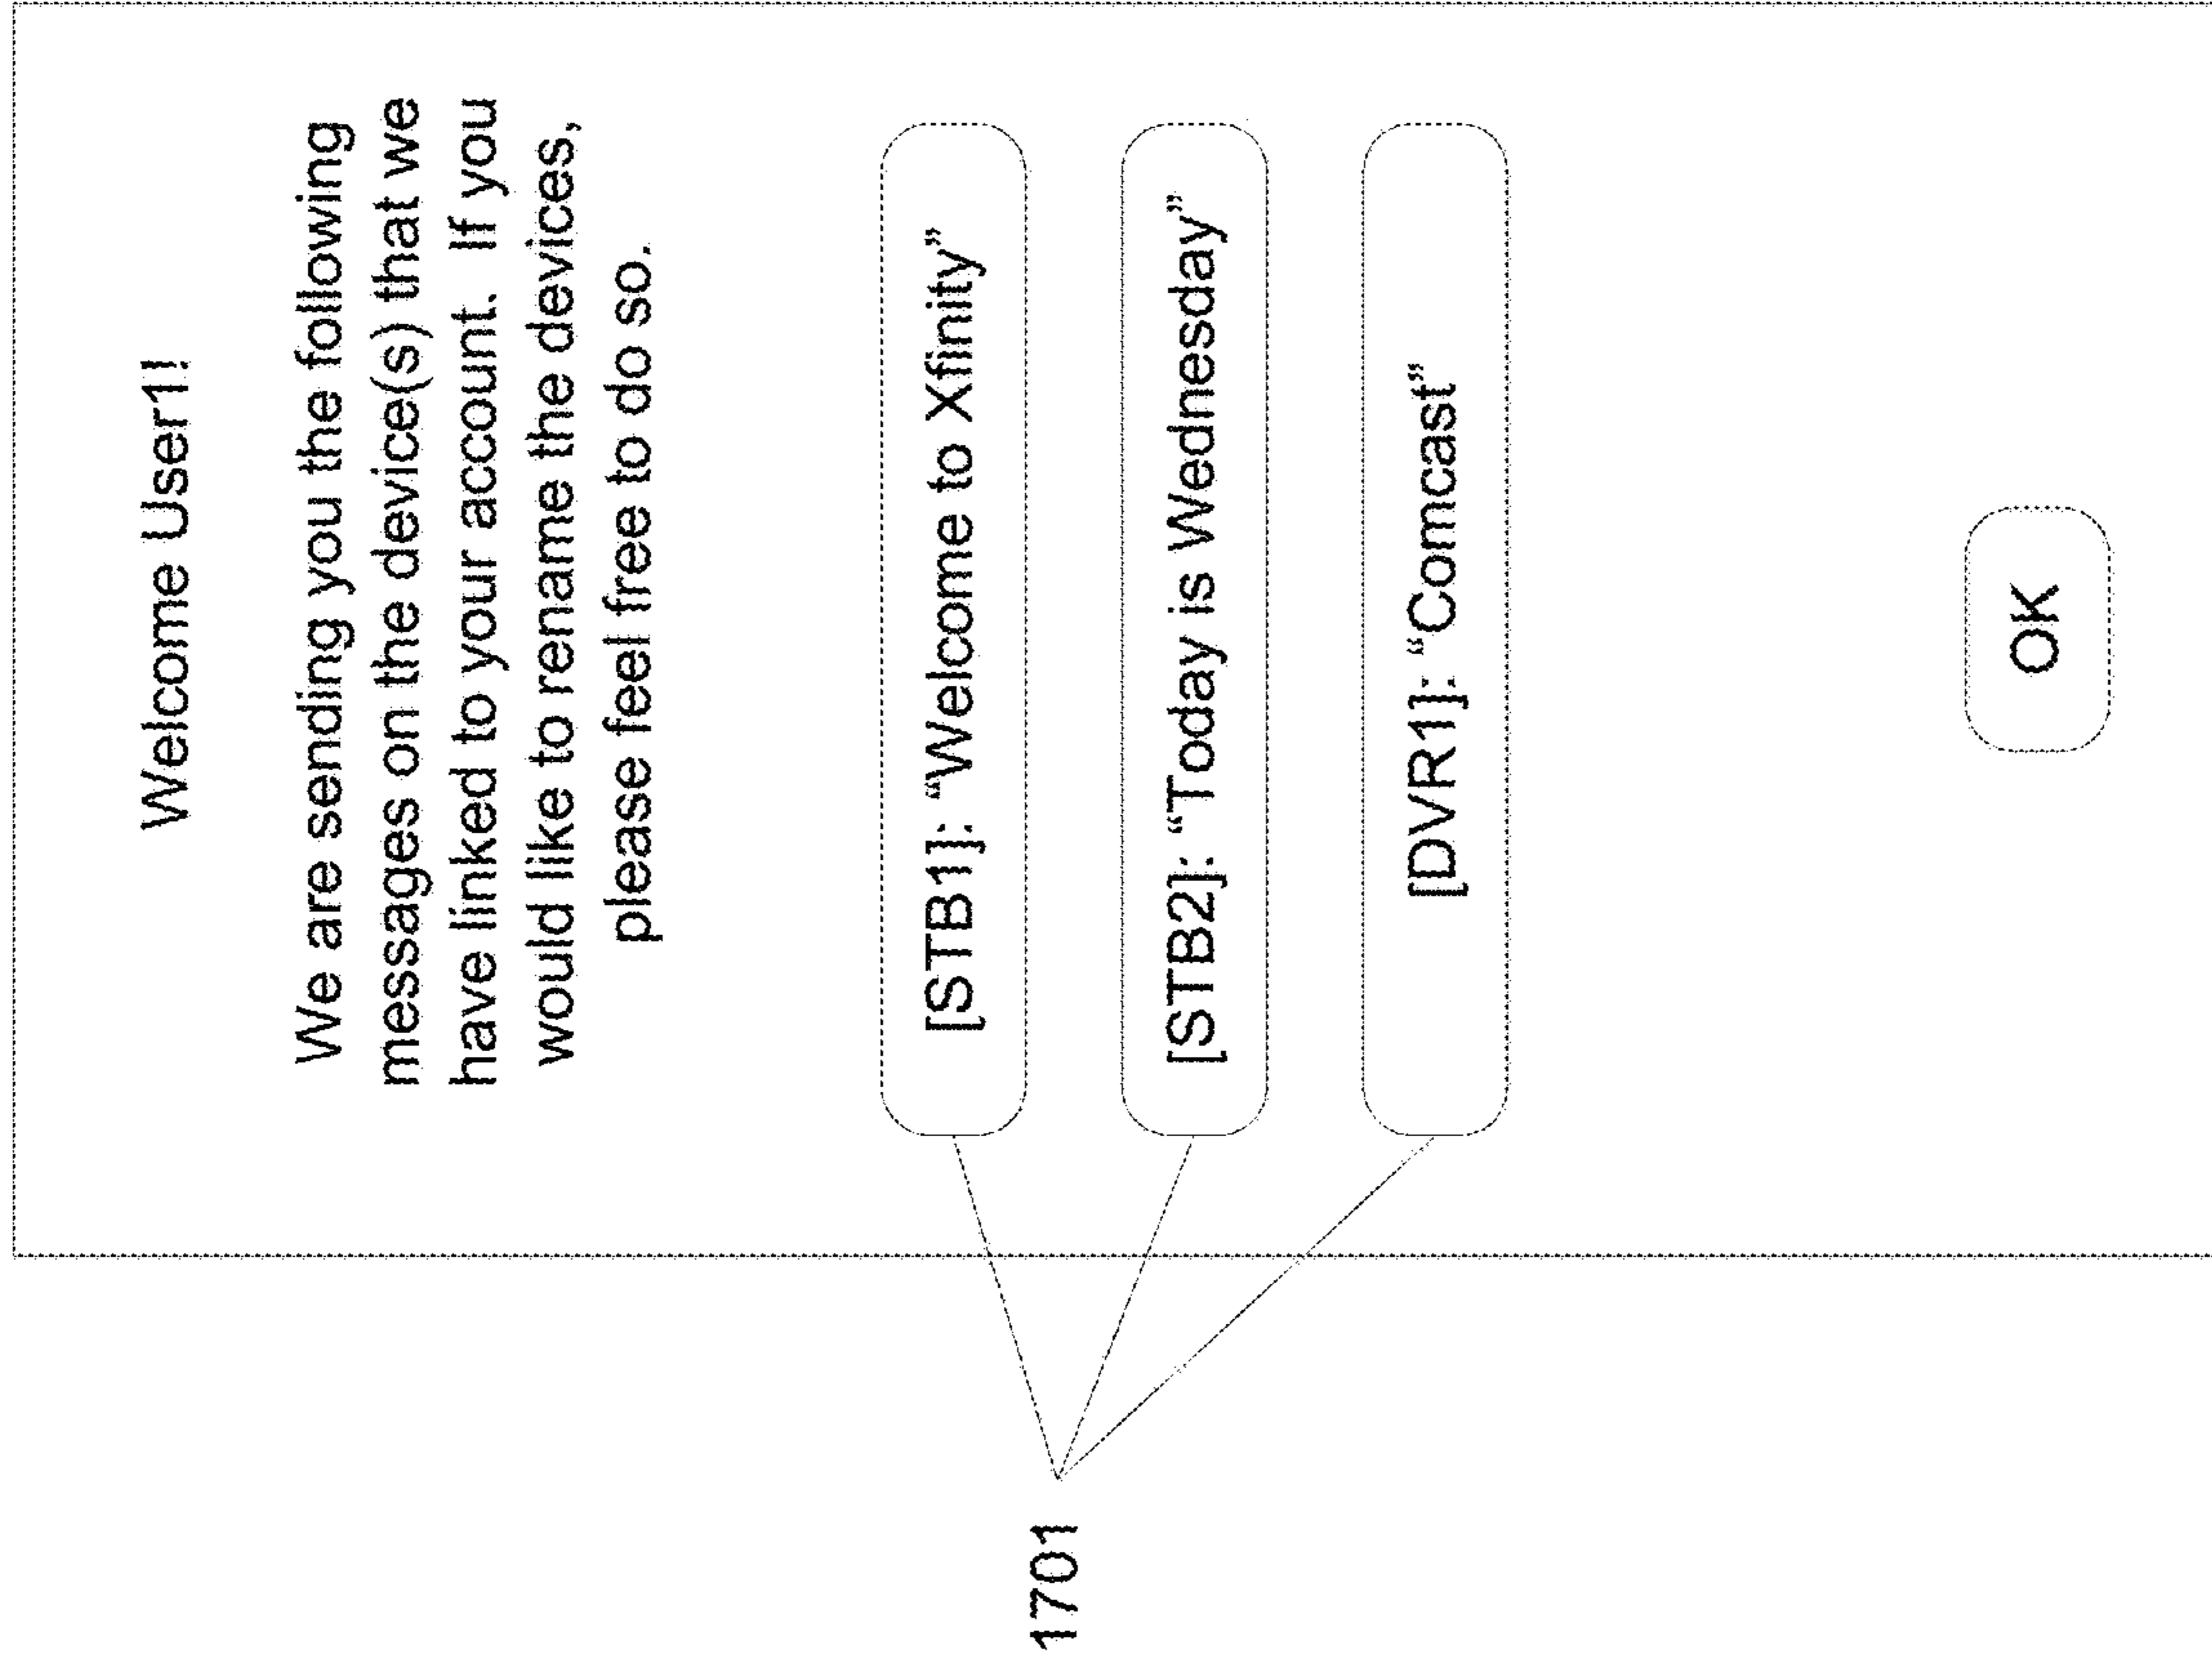 Welcome User1!
We are sending you the following
messages on the device(s) that we
have linked to your account. If you
would like to rename the devices,
please feel free to do so.
[STB1]: “Welcome to Xfinity”
1701
[STB2]: “Today is Wednesday”
[DVR1]: “Comcast”
OK